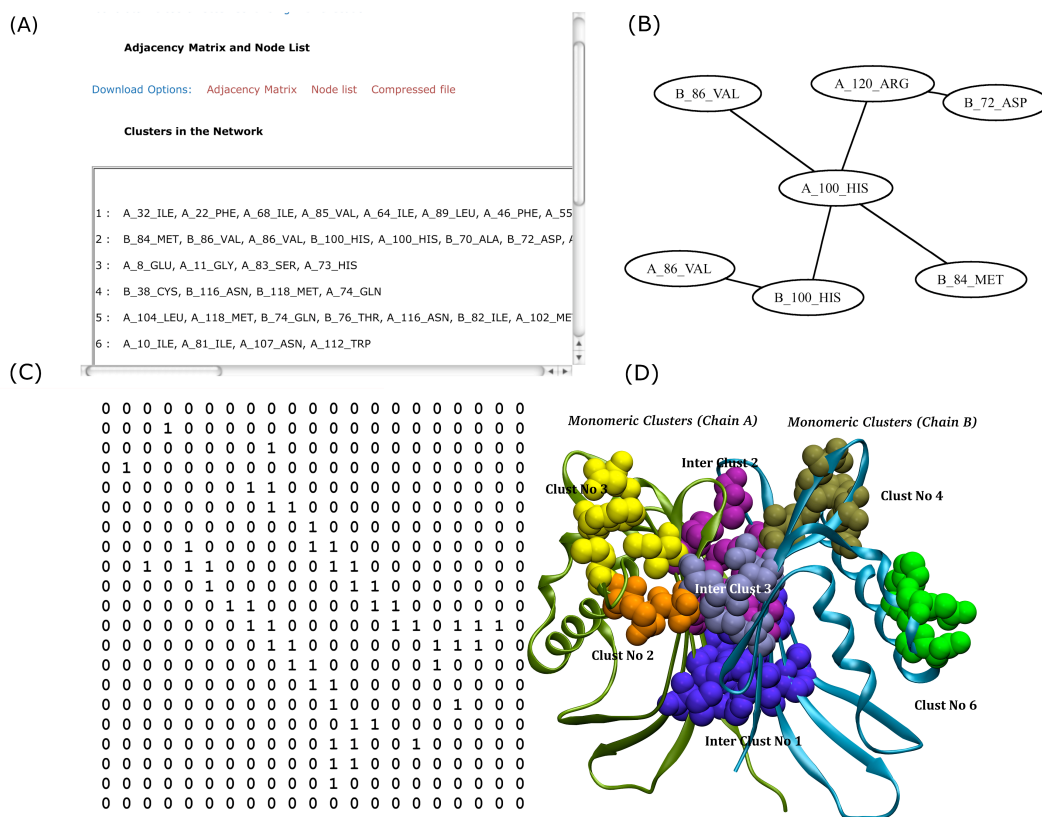 (A)
Adjacency Matrix and Node List
Download Options: Adjacency Matrix Node list Compressed file
Clusters in the Network
1 : A_32_ILE, A_22_PHE, A_68_ILE, A_85_VAL, A_64_ILE, A_89_LEU, A_46_PHE, A_55
2 : B_84_MET, B_86_VAL, A_86_VAL, B_100_HIS, A_100_HIS, B_70_ALA, B_72_ASP,
3 : A_8_GLU, A_11_GLY, A_83_SER, A_73_HIS
4 : B_38_CYS, B_116_ASN, B_118_MET, A_74_GLN
5 : A_104_LEU, A_118_MET, B_74_GLN, B_76_THR, A_116_ASN, B_82_ILE, A_102_ME
6 : A_10_ILE, A_81_ILE, A_107_ASN, A_112_TRP
(B)
B_86_VAL
A_120_ARG
B_72_ASP
A_100_HIS
A_86_VAL
B_100_HIS
B_84_MET
(C)
0 0 0 0 0 0 0 0 0 0 0 0 0 0 0 0 0 0 0 0 0
0 0 0 1 0 0 0 0 0 0 0 0 0 0 0 0 0 0 0 0 0
0 0 0 0 0 0 0 0 1 0 0 0 0 0 0 0 0 0 0 0 0
0 1 0 0 0 0 0 0 0 0 0 0 0 0 0 0 0 0 0 0 0
0 0 0 0 0 0 0 1 1 0 0 0 0 0 0 0 0 0 0 0 0
0 0 0 0 0 0 0 0 1 1 0 0 0 0 0 0 0 0 0 0 0
0 0 0 0 0 0 0 0 0 0 1 0 0 0 0 0 0 0 0 0 0
0 0 0 0 1 0 0 0 0 0 1 1 0 0 0 0 0 0 0 0 0
0 0 1 0 1 1 0 0 0 0 0 1 1 0 0 0 0 0 0 0 0
0 0 0 0 0 1 0 0 0 0 0 0 1 1 0 0 0 0 0 0 0
0 0 0 0 0 0 1 1 0 0 0 0 0 1 1 0 0 0 0 0 0
0 0 0 0 0 0 0 1 1 0 0 0 0 0 1 1 0 1 1 1 0
0 0 0 0 0 0 0 0 1 1 0 0 0 0 0 0 1 1 1 0 0
0 0 0 0 0 0 0 0 0 1 1 0 0 0 0 0 1 0 0 0 0
0 0 0 0 0 0 0 0 0 0 1 1 0 0 0 0 0 0 0 0 0
0 0 0 0 0 0 0 0 0 0 0 1 0 0 0 0 0 1 0 0 0
0 0 0 0 0 0 0 0 0 0 0 0 1 1 0 0 0 0 0 0 0
0 0 0 0 0 0 0 0 0 0 0 1 1 0 0 1 0 0 0 0 0
0 0 0 0 0 0 0 0 0 0 0 1 1 0 0 0 0 0 0 0 0
0 0 0 0 0 0 0 0 0 0 0 1 0 0 0 0 0 0 0 0 0
0 0 0 0 0 0 0 0 0 0 0 0 0 0 0 0 0 0 0 0 0
(D)
Monomeric Clusters (Chain A)
Monomeric Clusters (Chain B)
Inter Clust 2
Clust No 3
Clust No 4
Inter Clust 3
Clust No 2
Clust No 6
Inter Clust No 1